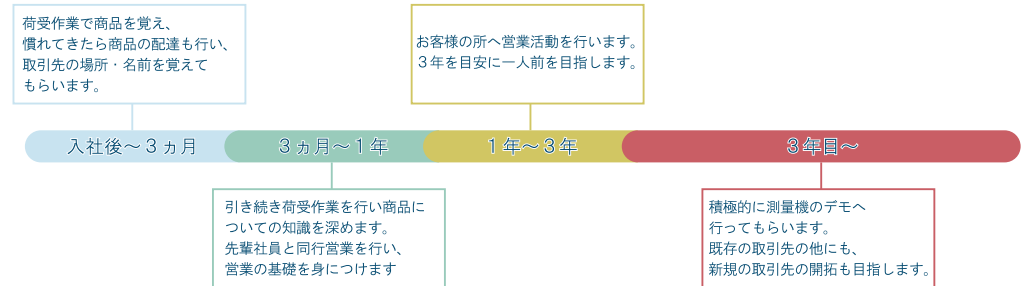 荷受作業で商品を覚え、
慣れてきたら商品の配達も行い、
取引先の場所・名前を覚えて
もらいます。
入社後～３ヵ月
３ヵ月～１年
引き続き荷受作業を行い商品に
ついての知識を深めます。
先輩社員と同行営業を行い、
営業の基礎を身につけます
お客様の所へ営業活動を行います。
３年を目安に一人前を目指します。
１年～３年
３年目～
積極的に測量機のデモへ
行ってもらいます。
既存の取引先の他にも、
新規の取引先の開拓も目指します。